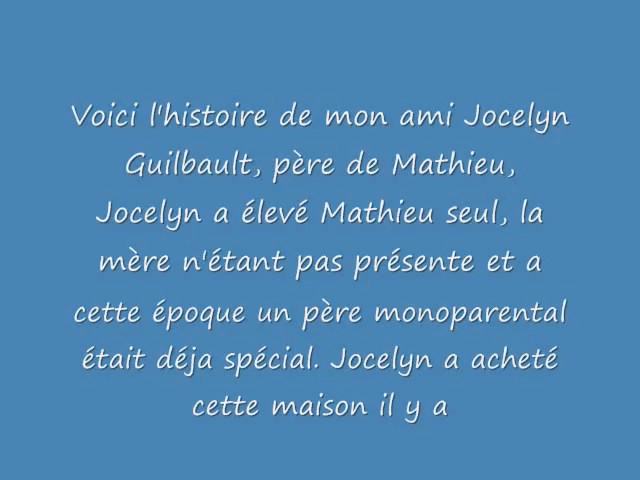 Voici l'histoire de mon ami Jocelyn
Guilbault, père de Mathieu,
Jocelyn a élevé Mathieu seul, la
mère n'étant pas présente et a
cette époque un père monoparental
était déja spécial. Jocelyn a acheté
cette maison il y a